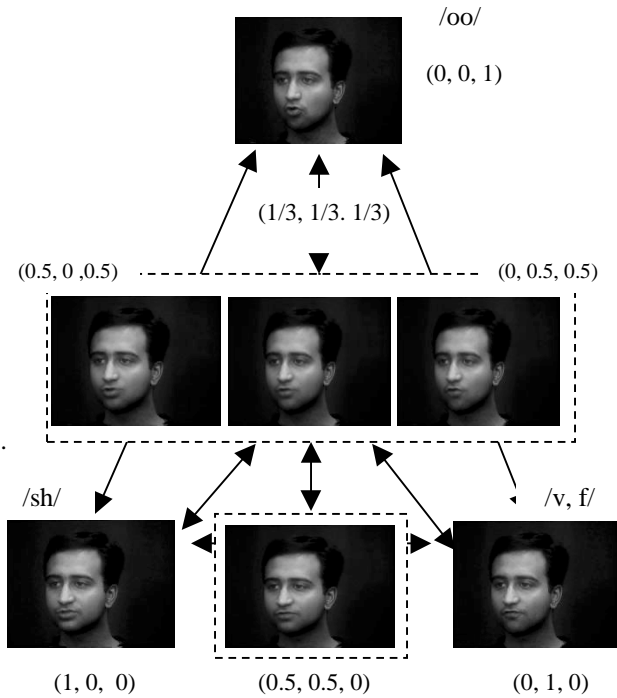 /oo/
(0, 0, 1)
(1/3, 1/3. 1/3)
(0.5, 0 ,0.5)
(0, 0.5, 0.5)
.
/sh/
/v, f/
(1, 0, 0)
(0.5, 0.5, 0)
(0, 1, 0)